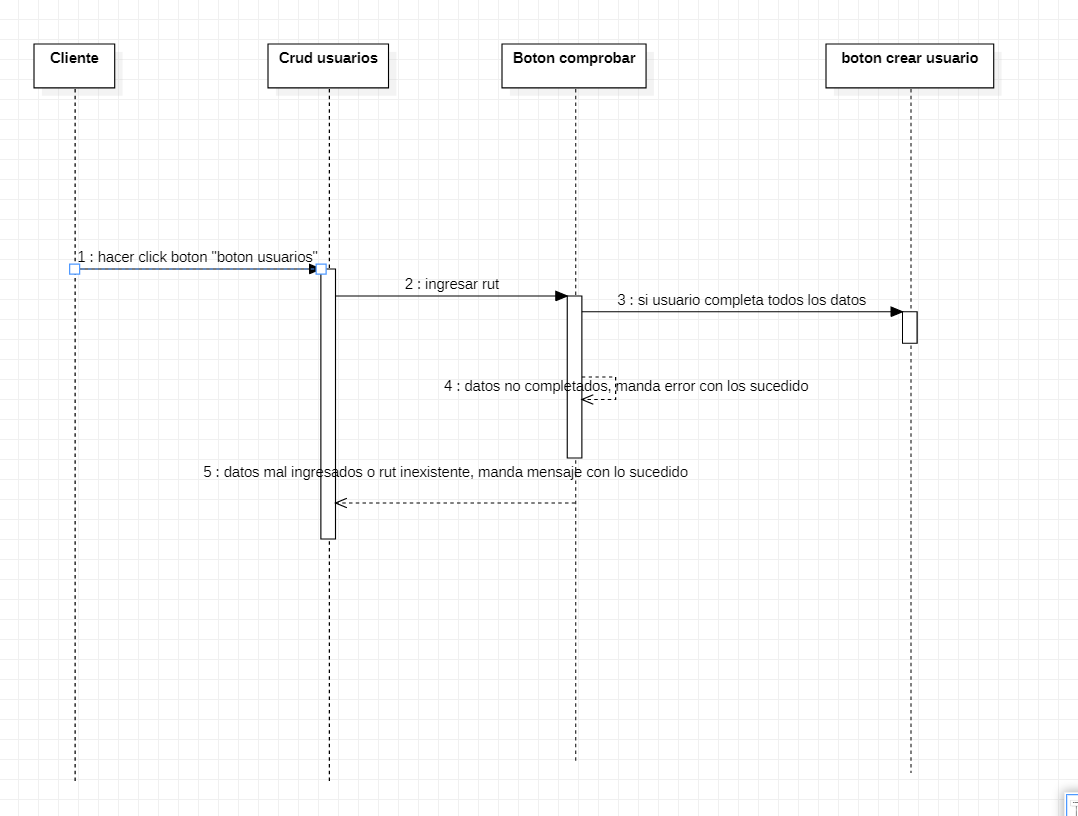 Cliente
Crud usuarios
Boton comprobar
boton crear usuario
1 : hacer click boton "boton usuarios"
2 : ingresar rut
3 : si usuario completa todos los datos
4 : datos no completados, manda error con los sucedido
5 : datos mal ingresados o rut inexistente, manda mensaje con lo sucedido